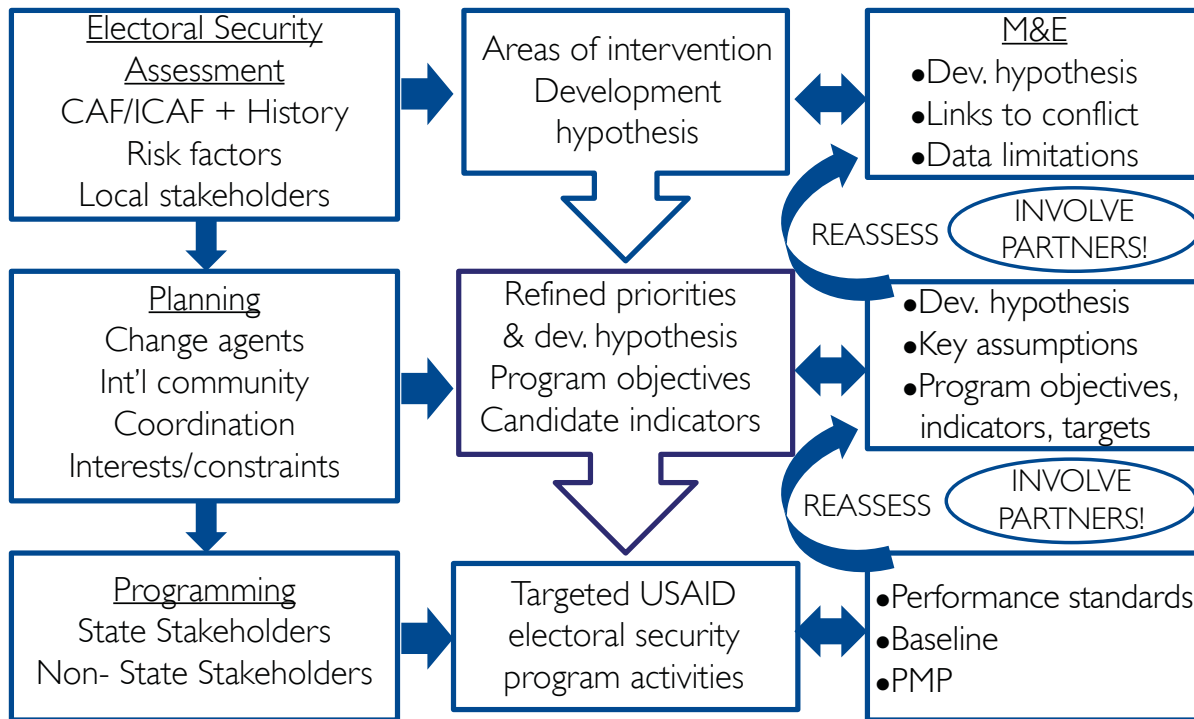 Electoral Security
Assessment
CAF/ICAF + History
Risk factors
Local stakeholders
Areas of intervention
Development
hypothesis
M&E
●Dev. hypothesis
●Links to conflict
●Data limitations
REASSESS
INVOLVE
PARTNERS!
Planning
Change agents
Int’l community
Coordination
Interests/constraints
Refined priorities
& dev. hypothesis
Program objectives
Candidate indicators
●Dev. hypothesis
●Key assumptions
●Program objectives,
indicators, targets
REASSESS
INVOLVE
PARTNERS!
Programming
State Stakeholders
Non- State Stakeholders
Targeted USAID
electoral security
program activities
●Performance standards
●Baseline
●PMP